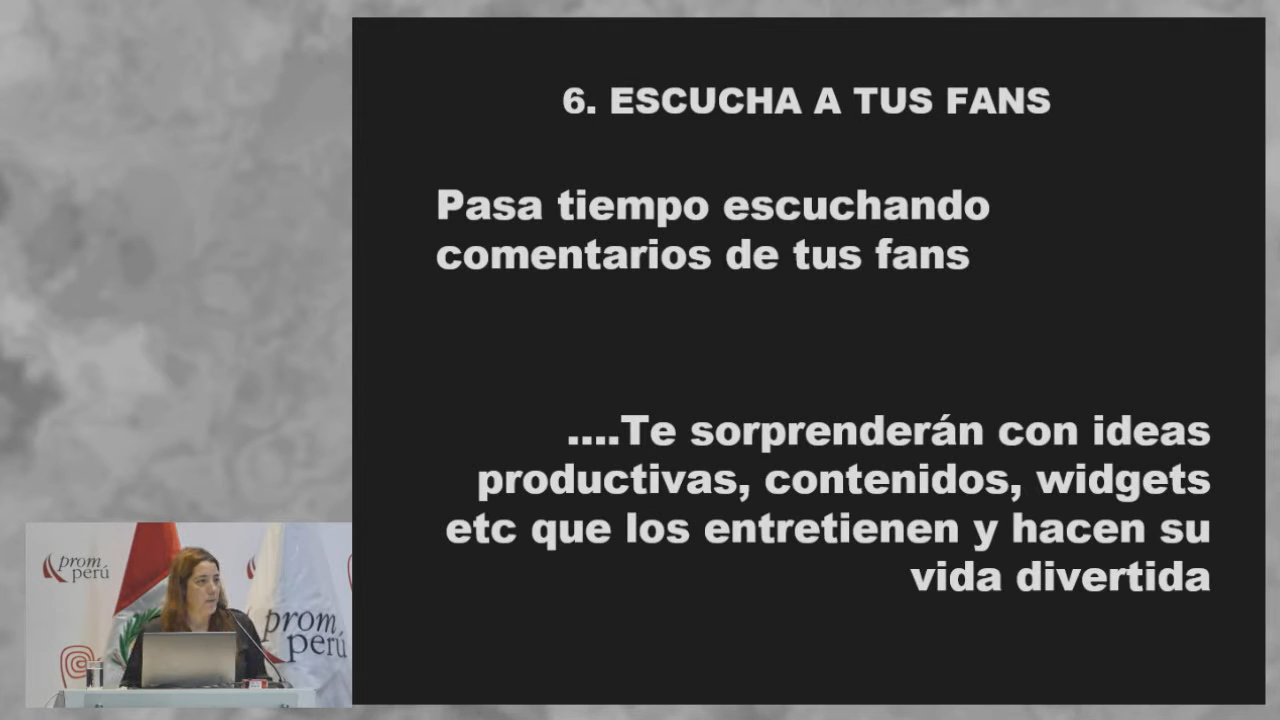 6. ESCUCHA A TUS FANS
Pasa tiempo escuchando
comentarios de tus fans
....Te sorprenderán con ideas
productivas, contenidos, widgets
etc que los entretienen y hacen su
vida divertida
prom
perú
prom
perú